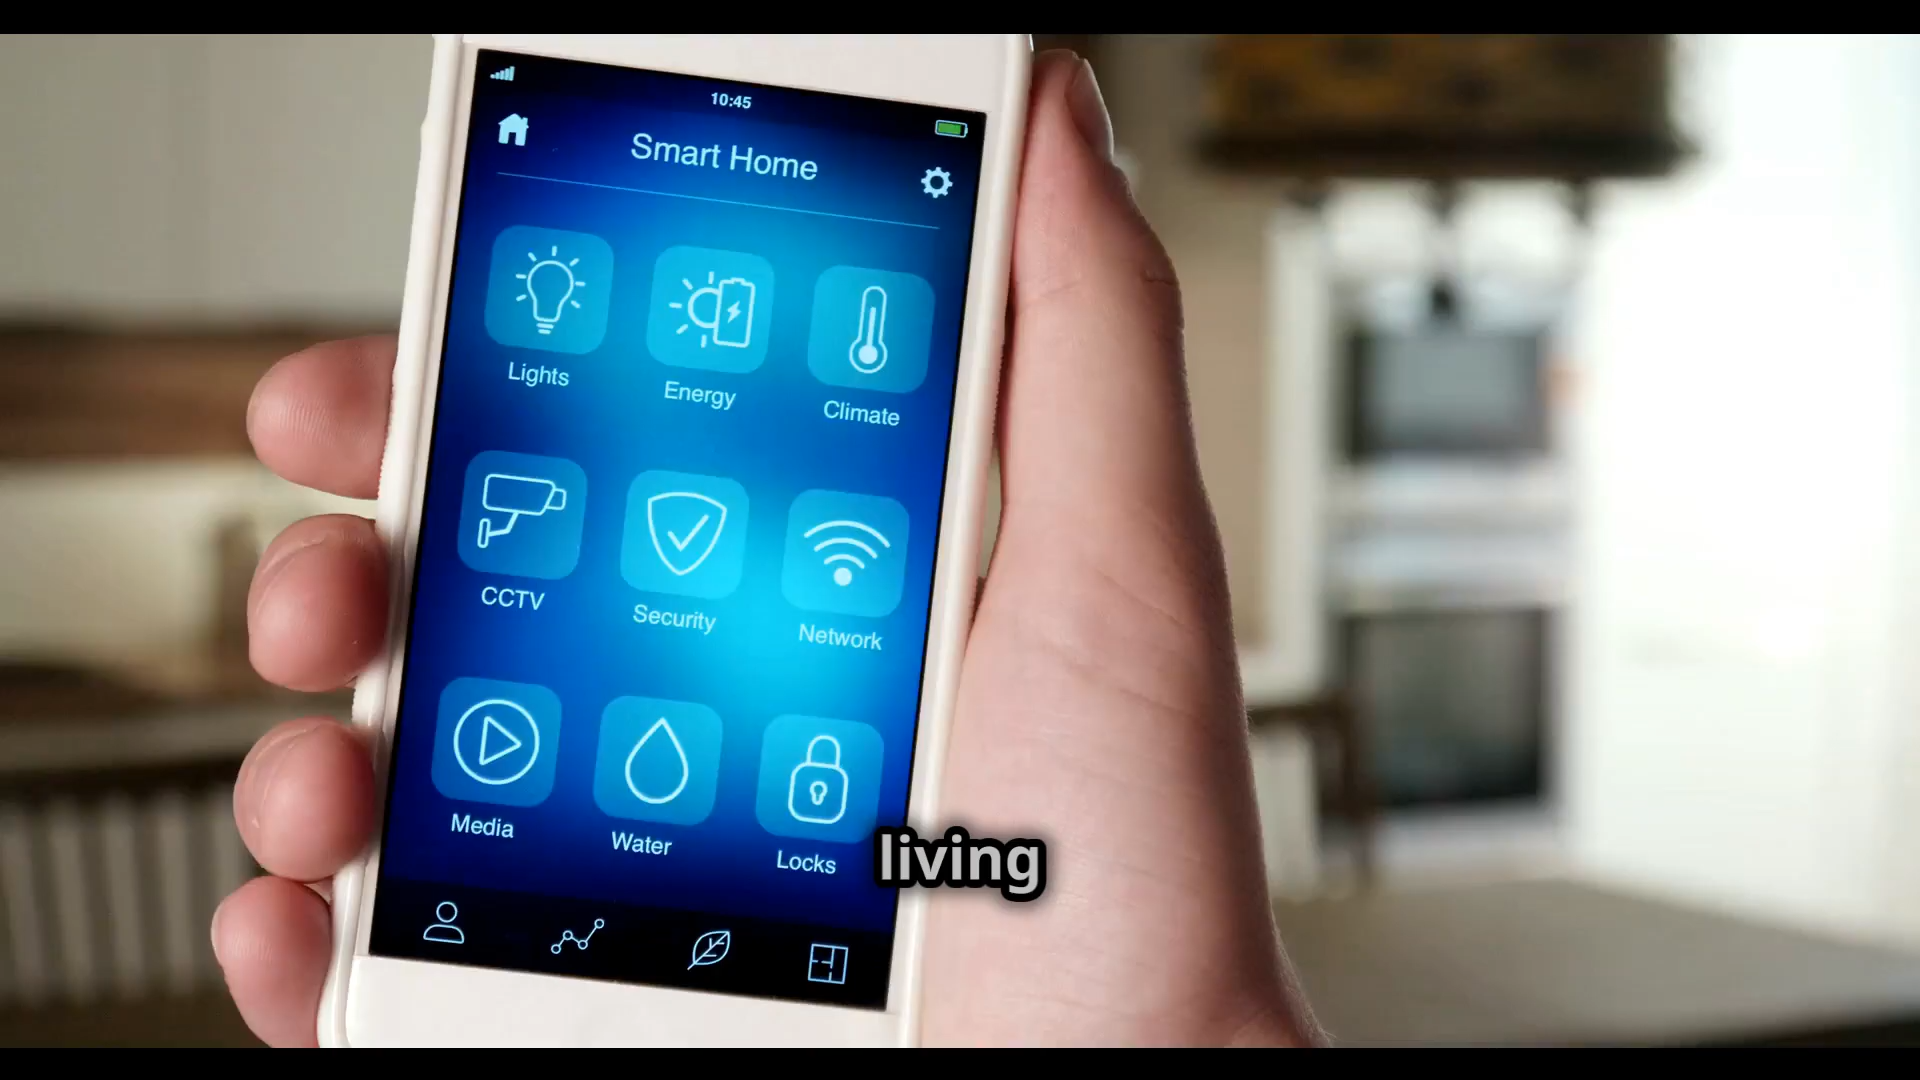 10:45
Smart Home
Lights
Energy
Climate
CCTV
Security
Network
Media
Water
Locks
living